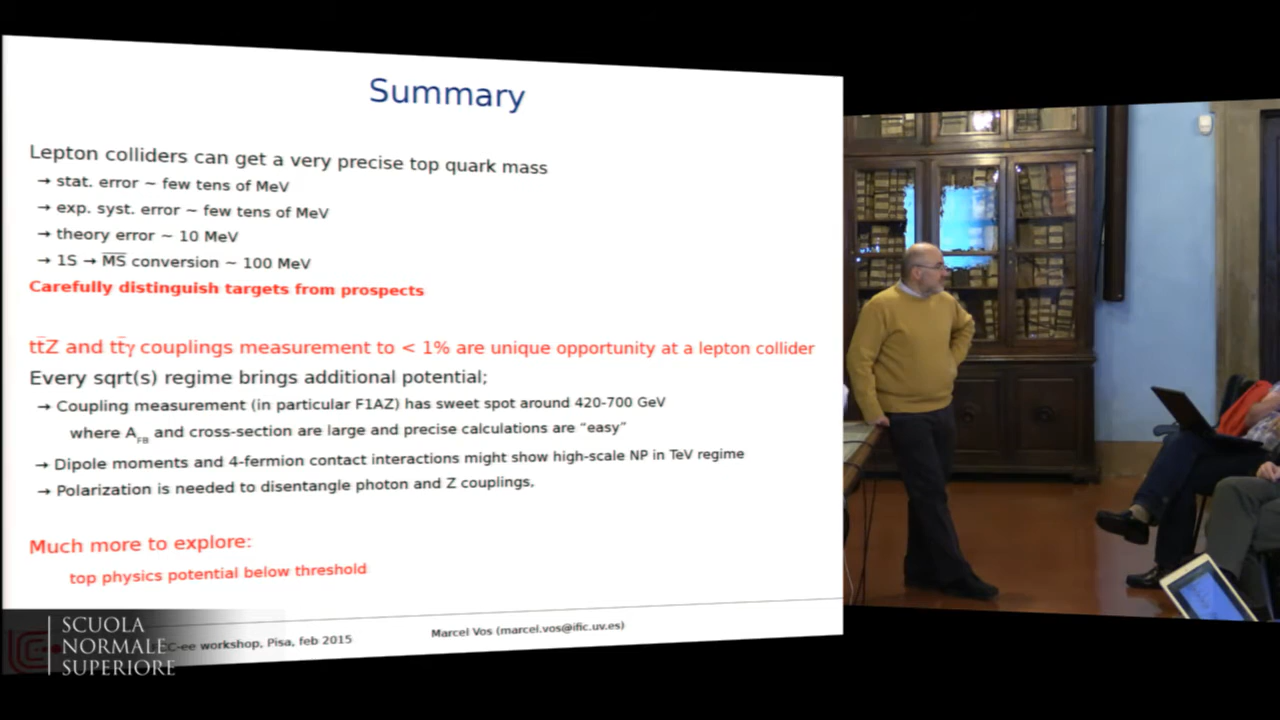 Summary
Lepton colliders can get a very precise top quark mass
→ stat. error ~ few tens of MeV
→ exp. syst. error ~ few tens of MeV
→ theory error ~ 10 MeV
→ 1S → M̅S̅ conversion ~ 100 MeV
Carefully distinguish targets from prospects
tt̅Z and tt̅γ couplings measurement to < 1% are unique opportunity at a lepton collider
Every sqrt(s) regime brings additional potential;
→ Coupling measurement (in particular F1AZ) has sweet spot around 420-700 GeV
where A_FB and cross-section are large and precise calculations are “easy”
→ Dipole moments and 4-fermion contact interactions might show high-scale NP in TeV regime
→ Polarization is needed to disentangle photon and Z couplings,
Much more to explore:
top physics potential below threshold
C-ee workshop, Pisa, feb 2015
Marcel Vos (marcel.vos@ific.uv.es)
SCUOLA
NORMALE
SUPERIORE